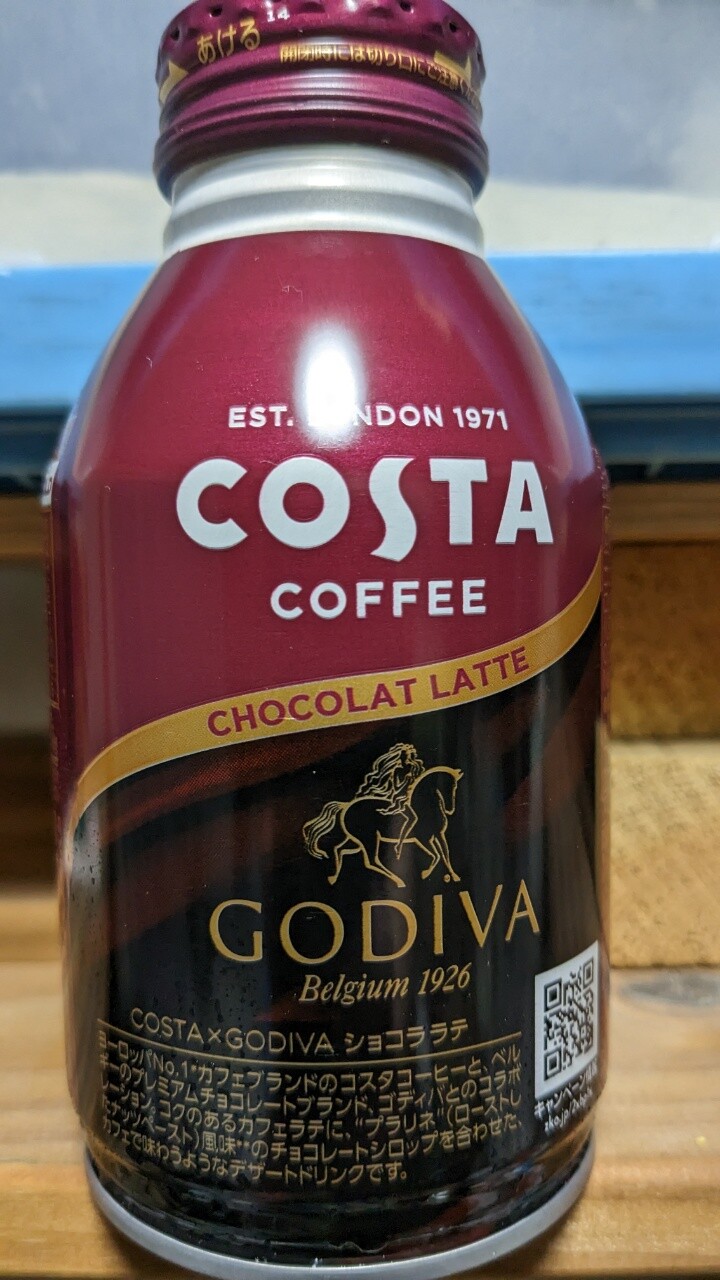 14
あける
開閉時には切り口にご注意
EST. LONDON 1971
COSTA
COFFEE
CHOCOLAT LATTE
GODIVA
Belgium 1926
COSTA×GODIVA ショコララテ
ヨーロッパNo.1*カフェブランドのコスタコーヒーと、ベル
ギーのプレミアムチョコレートブランド、ゴディバとのコラボ
レーション。コクのあるカフェラテに、"プラリネ"(ローストし
たナッツペースト)風味**のチョコレートシロップを合わせた、
カフェで味わうようなデザートドリンクです。
キャンペーン